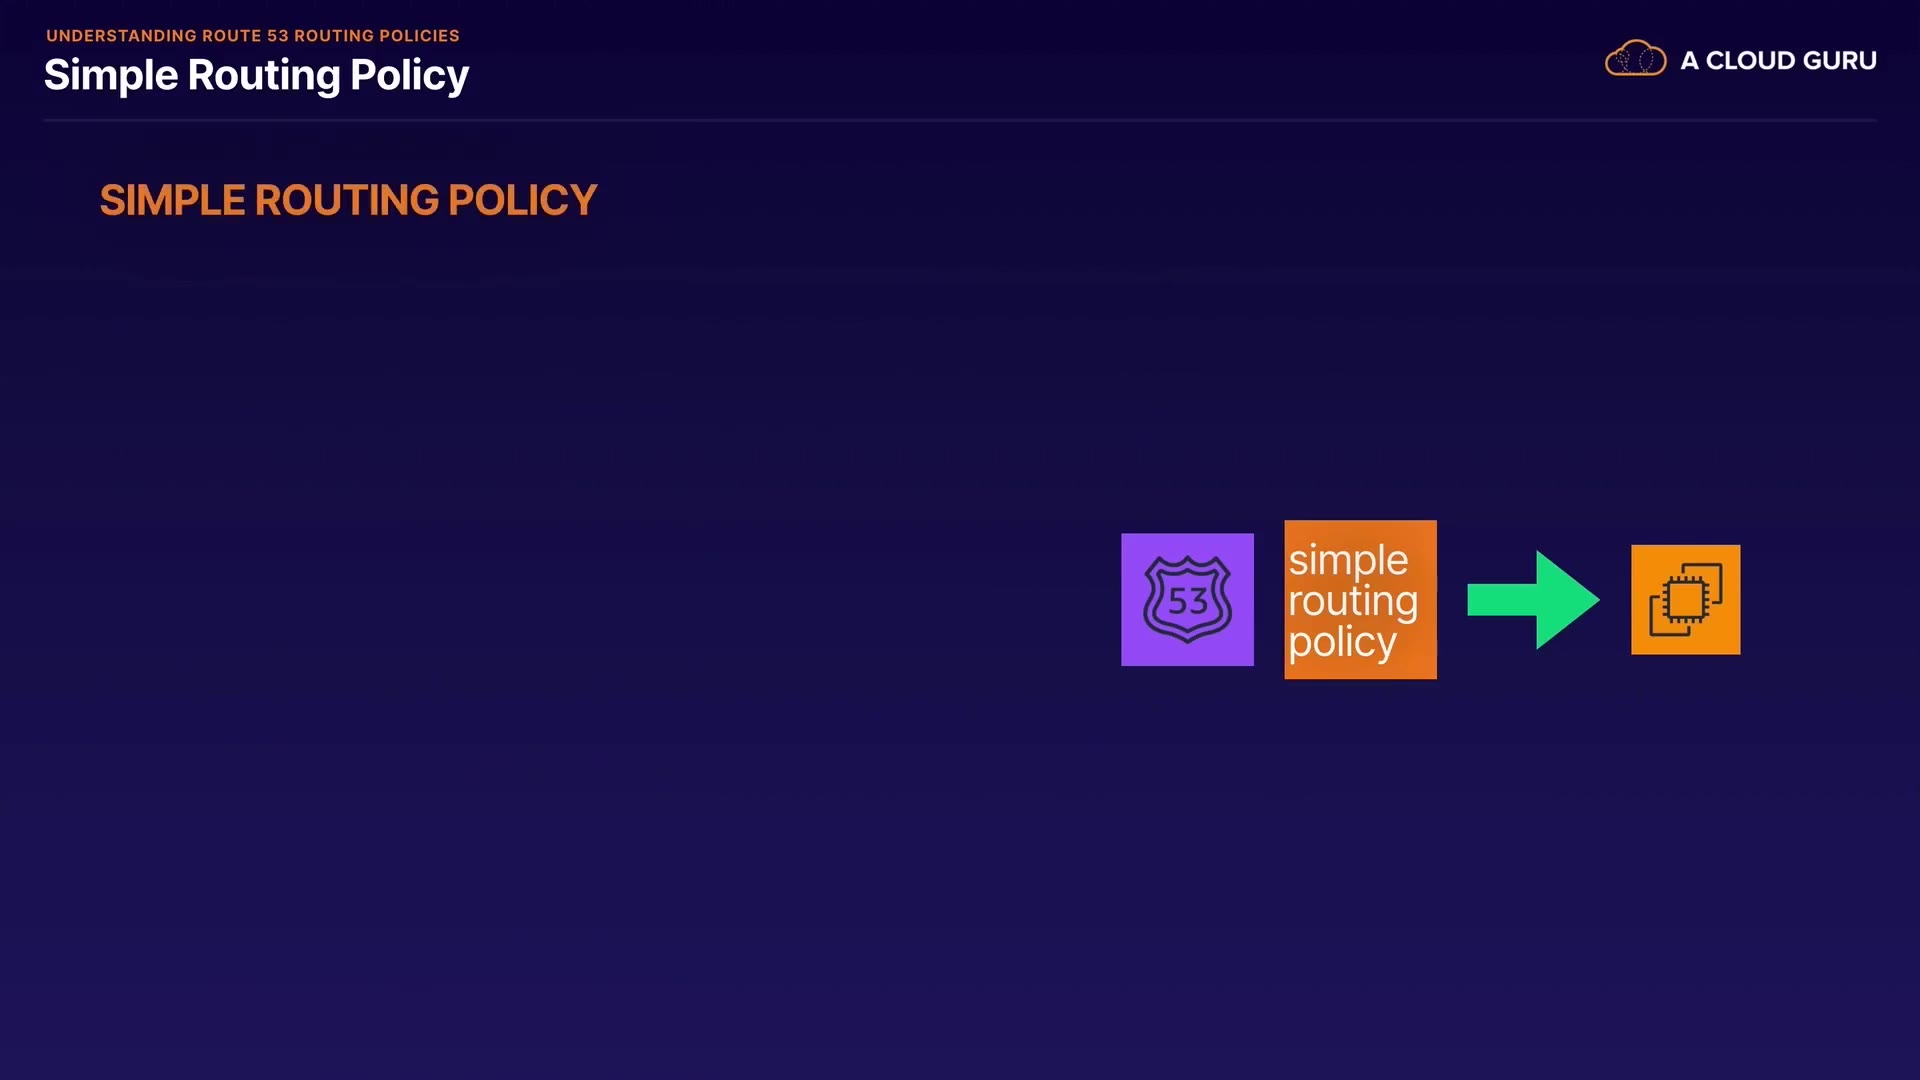 UNDERSTANDING ROUTE 53 ROUTING POLICIES
Simple Routing Policy
A CLOUD GURU
SIMPLE ROUTING POLICY
53
simple
routing
policy